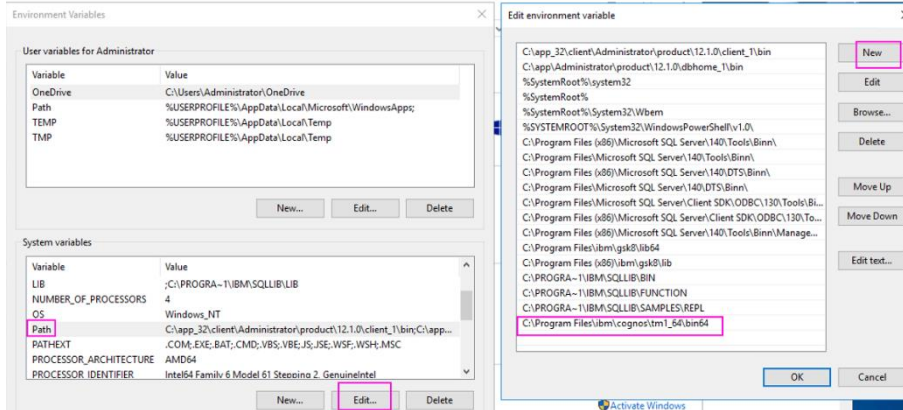 Environment Variables
User variables for Administrator
Variable Value
OneDrive C:\Users\Administrator\OneDrive
Path %USERPROFILE%\AppData\Local\Microsoft\WindowsApps;
TEMP %USERPROFILE%\AppData\Local\Temp
TMP %USERPROFILE%\AppData\Local\Temp
New... Edit... Delete
System variables
Variable Value
LIB ;C:\PROGRA~1\IBM\SQLLIB\LIB
NUMBER_OF_PROCESSORS 4
OS Windows_NT
Path C:\app_32\client\Administrator\product\12.1.0\client_1\bin;C:\app...
PATHEXT .COM;.EXE;.BAT;.CMD;.VBS;.VBE;.JS;.JSE;.WSF;.WSH;.MSC
PROCESSOR_ARCHITECTURE AMD64
PROCESSOR IDENTIFIER Intel64 Family 6 Model 61 Stepping 2. GenuineIntel
New... Edit... Delete
Edit environment variable
C:\app_32\client\Administrator\product\12.1.0\client_1\bin
C:\app\Administrator\product\12.1.0\dbhome_1\bin
%SystemRoot%\system32
%SystemRoot%
%SystemRoot%\System32\Wbem
%SYSTEMROOT%\System32\WindowsPowerShell\v1.0\
C:\Program Files (x86)\Microsoft SQL Server\140\Tools\Binn\
C:\Program Files\Microsoft SQL Server\140\Tools\Binn\
C:\Program Files (x86)\Microsoft SQL Server\140\DTS\Binn\
C:\Program Files\Microsoft SQL Server\140\DTS\Binn\
C:\Program Files\Microsoft SQL Server\Client SDK\ODBC\130\Tools\Bi...
C:\Program Files (x86)\Microsoft SQL Server\Client SDK\ODBC\130\To...
C:\Program Files (x86)\Microsoft SQL Server\140\Tools\Binn\Manage...
C:\Program Files\ibm\gsk8\lib64
C:\Program Files (x86)\ibm\gsk8\lib
C:\PROGRA~1\IBM\SQLLIB\BIN
C:\PROGRA~1\IBM\SQLLIB\FUNCTION
C:\PROGRA~1\IBM\SQLLIB\SAMPLES\REPL
C:\Program Files\ibm\cognos\tm1_64\bin64
New
Edit
Browse...
Delete
Move Up
Move Down
Edit text...
OK Cancel
Activate Windows